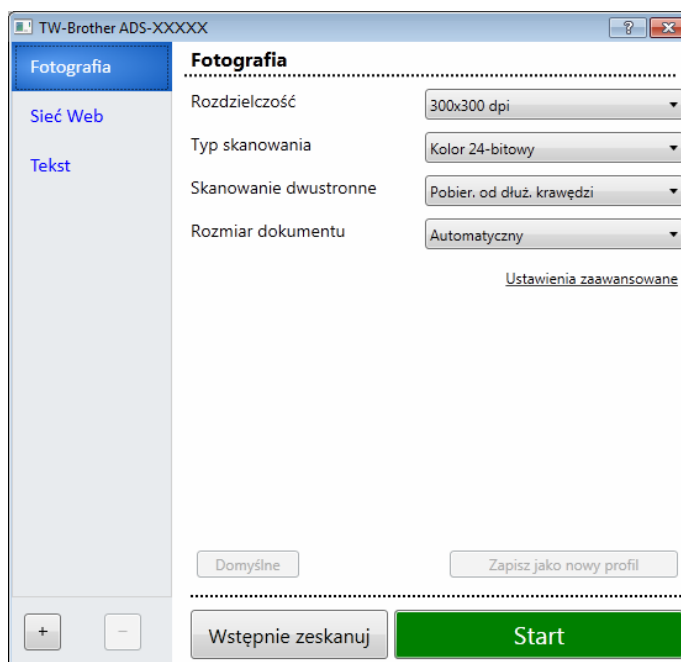 TW-Brother ADS-XXXXX
?
Fotografia
Sieć Web
Tekst
Fotografia
Rozdzielczość 300x300 dpi
Typ skanowania Kolor 24-bitowy
Skanowanie dwustronne Pobier. od dłuż. krawędzi
Rozmiar dokumentu Automatyczny
Ustawienia zaawansowane
Domyślne Zapisz jako nowy profil
+ − Wstępnie zeskanuj Start